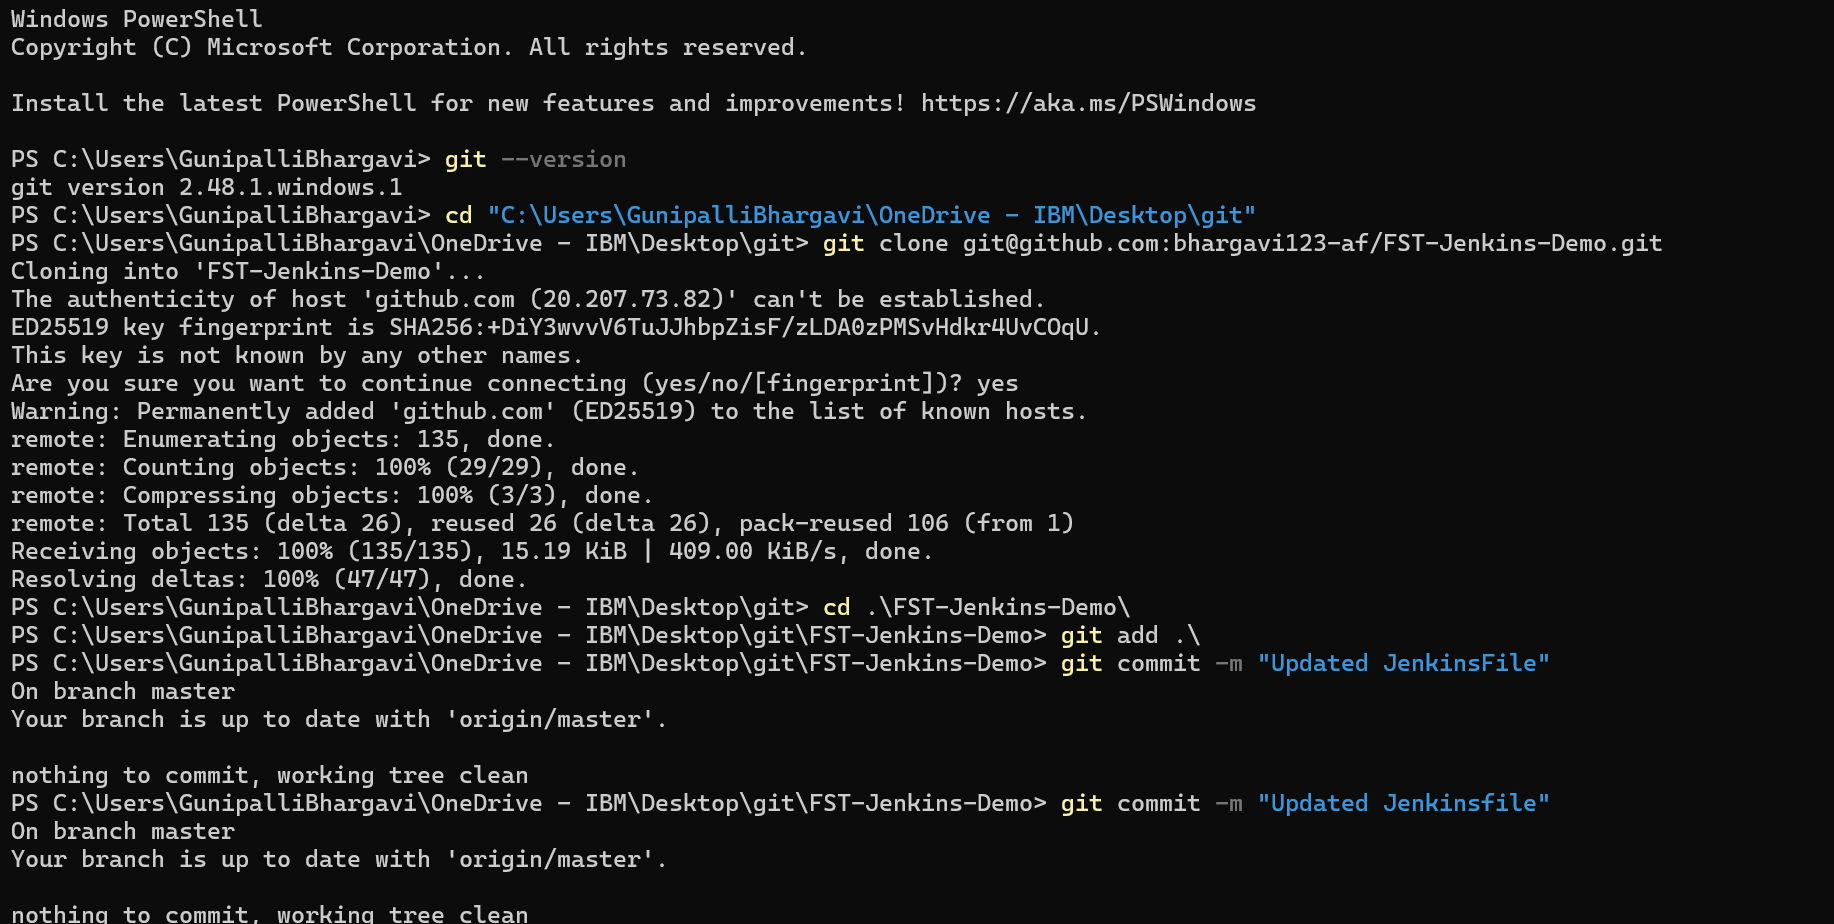 Windows PowerShell
Copyright (C) Microsoft Corporation. All rights reserved.
Install the latest PowerShell for new features and improvements! https://aka.ms/PSWindows
PS C:\Users\GunipalliBhargavi> git --version
git version 2.48.1.windows.1
PS C:\Users\GunipalliBhargavi> cd "C:\Users\GunipalliBhargavi\OneDrive - IBM\Desktop\git"
PS C:\Users\GunipalliBhargavi\OneDrive - IBM\Desktop\git> git clone git@github.com:bhargavi123-af/FST-Jenkins-Demo.git
Cloning into 'FST-Jenkins-Demo'...
The authenticity of host 'github.com (20.207.73.82)' can't be established.
ED25519 key fingerprint is SHA256:+DiY3wvvV6TuJJhbpZisF/zLDA0zPMSvHdkr4UvCOqU.
This key is not known by any other names.
Are you sure you want to continue connecting (yes/no/[fingerprint])? yes
Warning: Permanently added 'github.com' (ED25519) to the list of known hosts.
remote: Enumerating objects: 135, done.
remote: Counting objects: 100% (29/29), done.
remote: Compressing objects: 100% (3/3), done.
remote: Total 135 (delta 26), reused 26 (delta 26), pack-reused 106 (from 1)
Receiving objects: 100% (135/135), 15.19 KiB | 409.00 KiB/s, done.
Resolving deltas: 100% (47/47), done.
PS C:\Users\GunipalliBhargavi\OneDrive - IBM\Desktop\git> cd .\FST-Jenkins-Demo\
PS C:\Users\GunipalliBhargavi\OneDrive - IBM\Desktop\git\FST-Jenkins-Demo> git add .\
PS C:\Users\GunipalliBhargavi\OneDrive - IBM\Desktop\git\FST-Jenkins-Demo> git commit -m "Updated JenkinsFile"
On branch master
Your branch is up to date with 'origin/master'.
nothing to commit, working tree clean
PS C:\Users\GunipalliBhargavi\OneDrive - IBM\Desktop\git\FST-Jenkins-Demo> git commit -m "Updated Jenkinsfile"
On branch master
Your branch is up to date with 'origin/master'.
nothing to commit, working tree clean